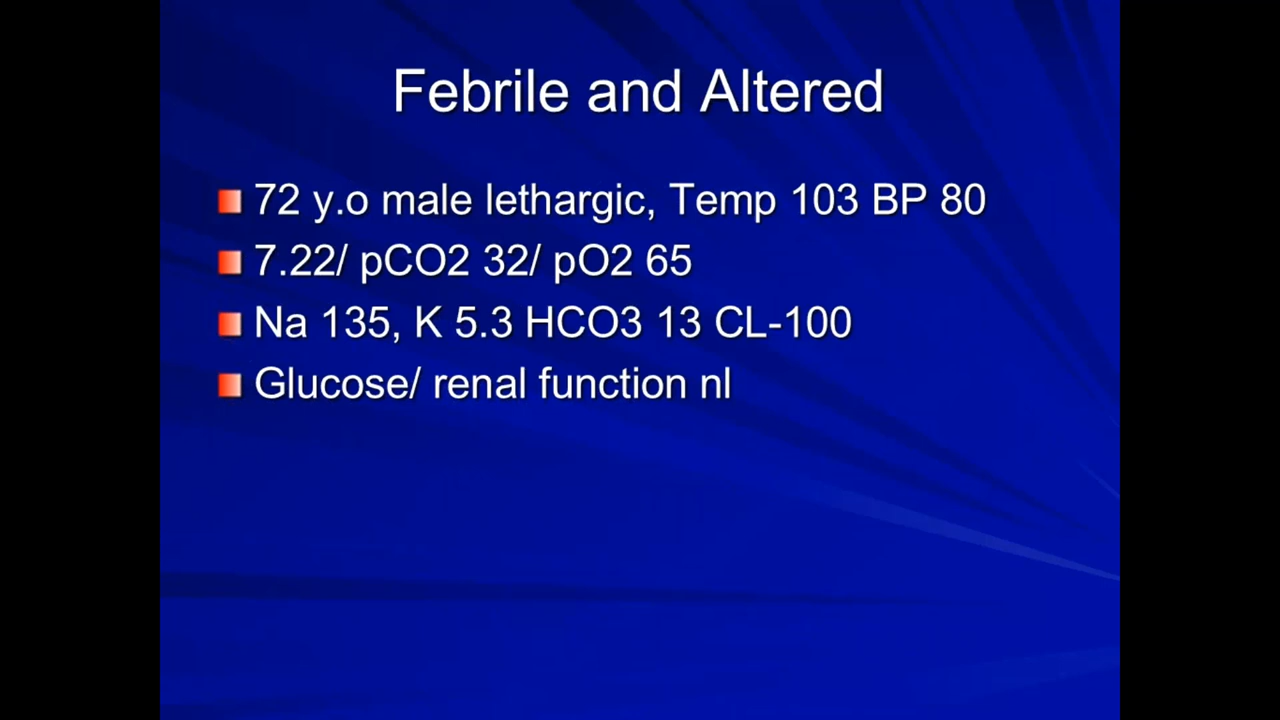 Febrile and Altered
72 y.o male lethargic, Temp 103 BP 80
7.22/ pCO2 32/ pO2 65
Na 135, K 5.3 HCO3 13 CL-100
Glucose/ renal function nl